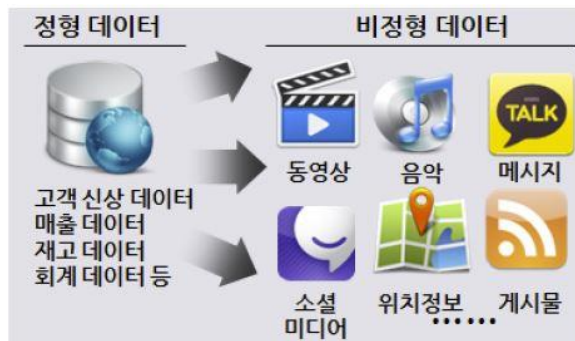 정형 데이터
비정형 데이터
고객 신상 데이터
매출 데이터
재고 데이터
회계 데이터 등
TALK
동영상
음악
메시지
소셜
미디어
위치정보
게시물
······